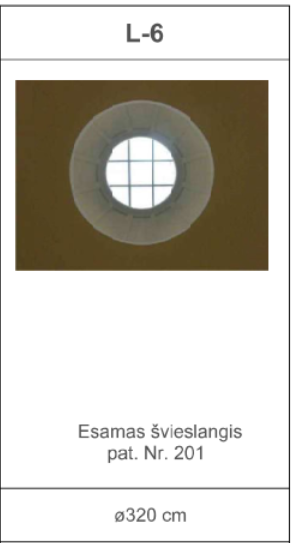 L-6
Esamas švieslangis
pat. Nr. 201
ø320 cm